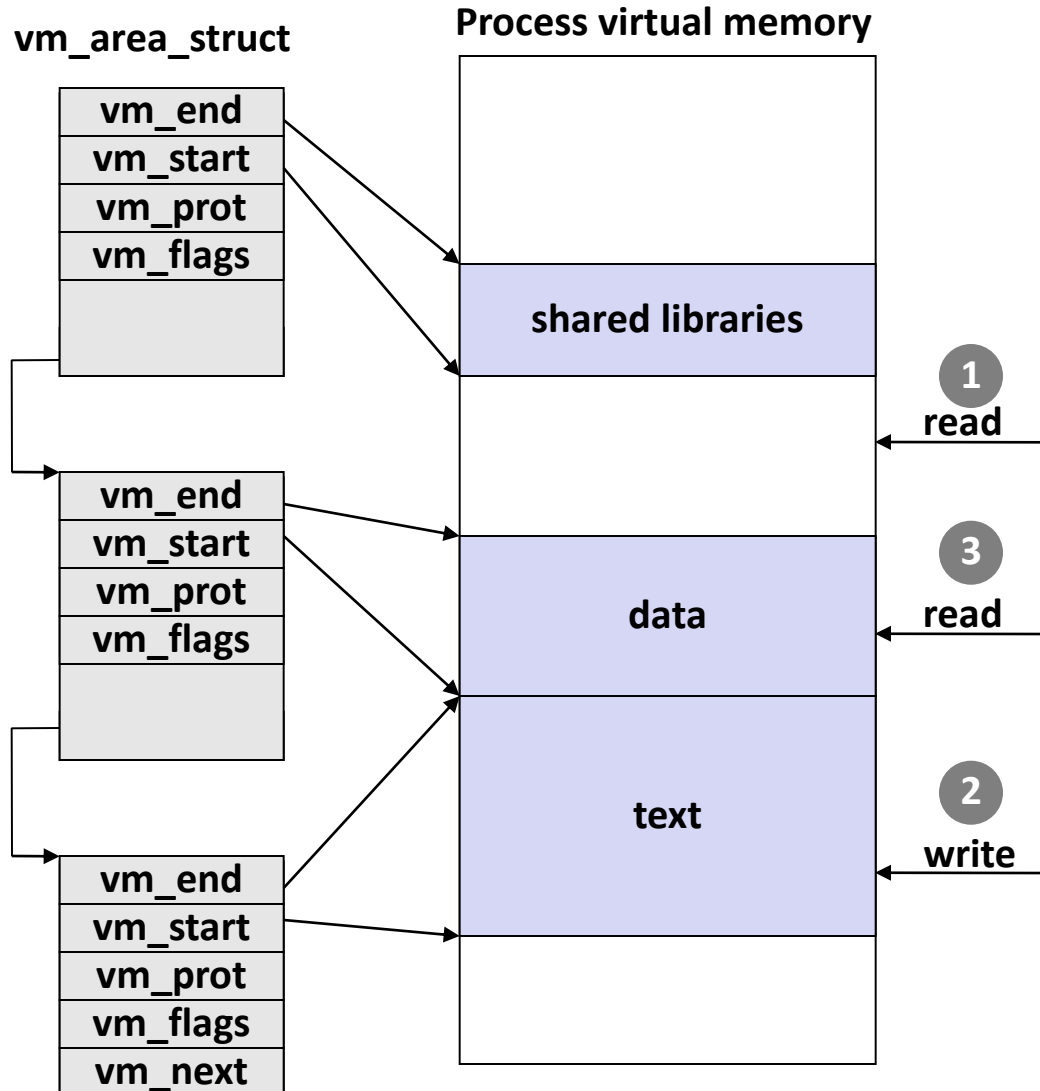 Process virtual memory
vm_area_struct
vm_end
vm_start
vm_prot
vm_flags
shared libraries
1
read
vm_end
vm_start
vm_prot
vm_flags
data
3
read
text
2
write
vm_end
vm_start
vm_prot
vm_flags
vm_next